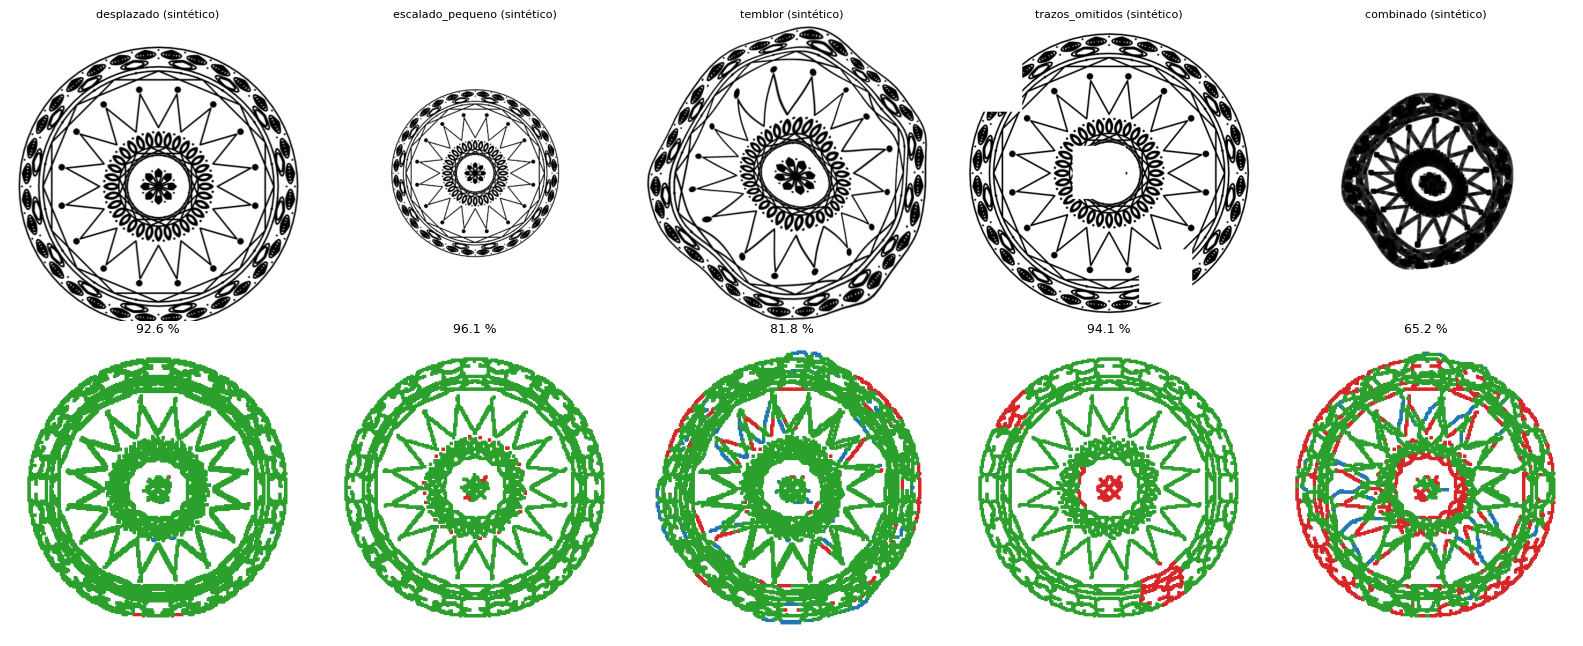 desplazado (sintético)
escalado_pequeno (sintético)
temblor (sintético)
trazos_omitidos (sintético)
combinado (sintético)
92.6 %
96.1 %
81.8 %
94.1 %
65.2 %